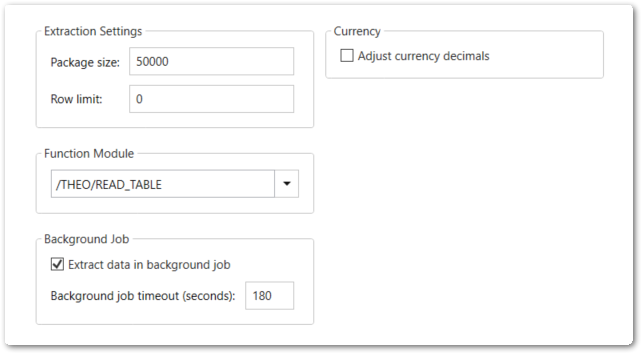 Extraction Settings
Package size: 50000
Row limit: 0
Function Module
/THEO/READ_TABLE
Background Job
Extract data in background job
Background job timeout (seconds): 180
Currency
Adjust currency decimals